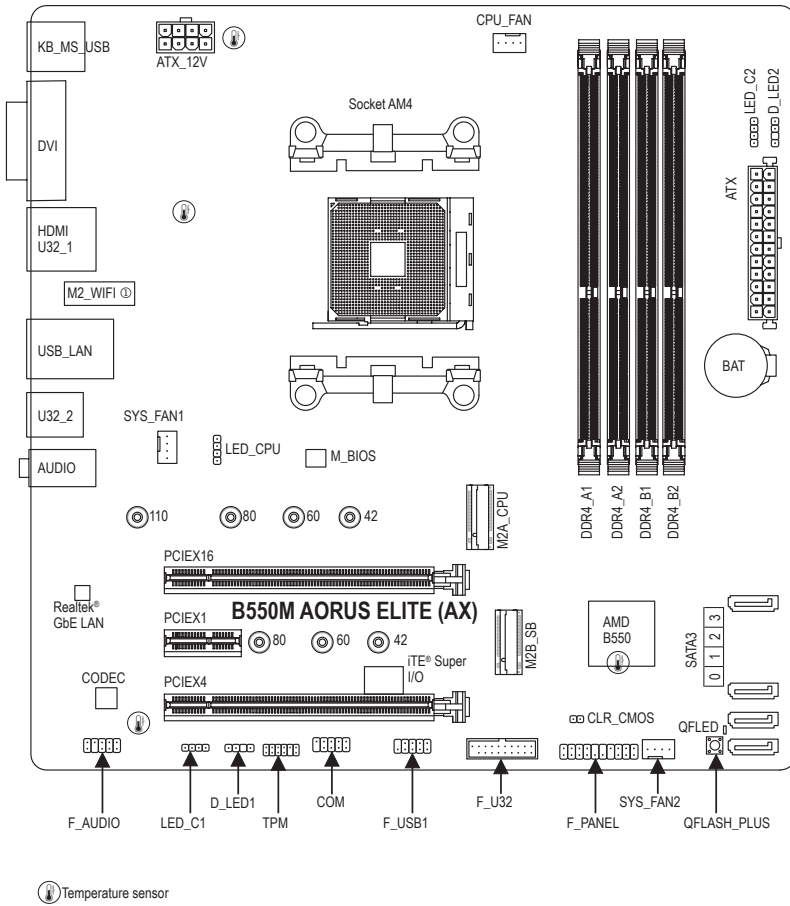 KB_MS_USB
ATX_12V
CPU_FAN
LED_C2
D_LED2
Socket AM4
DVI
ATX
HDMI
U32_1
M2_WIFI ①
USB_LAN
BAT
U32_2
SYS_FAN1
LED_CPU
AUDIO
M_BIOS
DDR4_A1
DDR4_A2
DDR4_B1
DDR4_B2
110
80
60
42
M2A_CPU
PCIEX16
Realtek®
GbE LAN
B550M AORUS ELITE (AX)
PCIEX1
80
60
42
M2B_SB
AMD
B550
SATA3
3
2
1
0
iTE® Super
I/O
CODEC
PCIEX4
CLR_CMOS
QFLED
F_AUDIO
LED_C1
D_LED1
TPM
COM
F_USB1
F_U32
F_PANEL
SYS_FAN2
QFLASH_PLUS
Temperature sensor